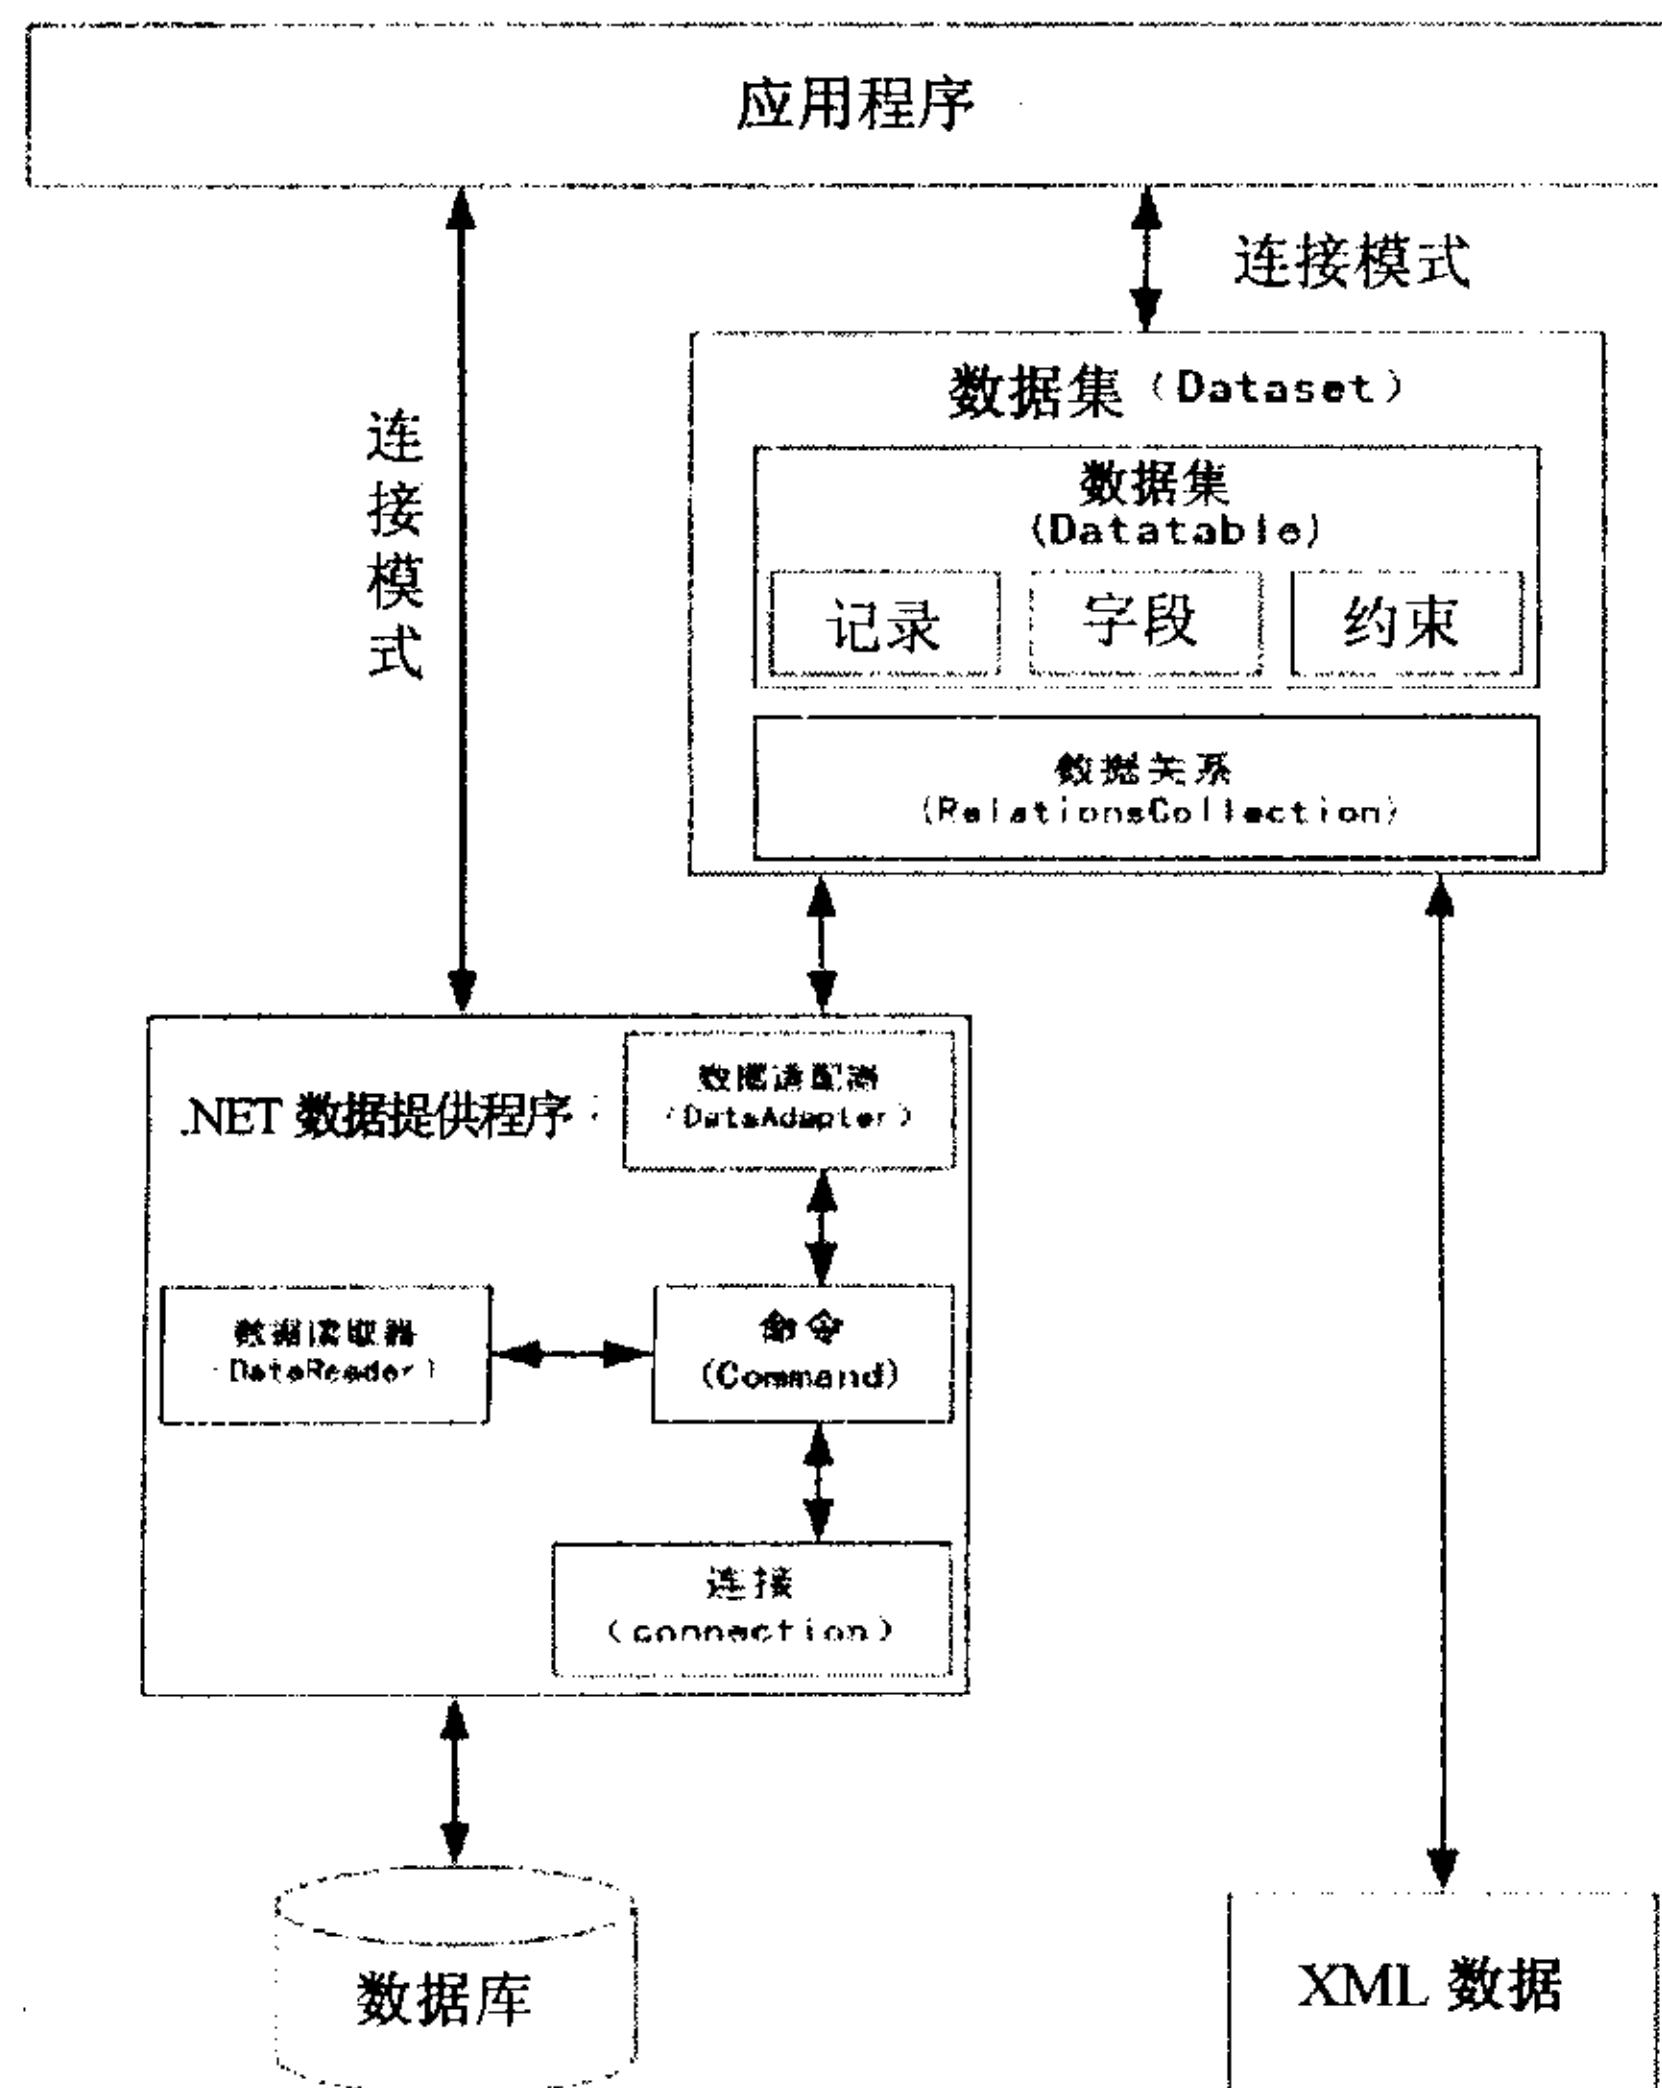 应用程序
连接模式
连接模式
数据集（Dataset）
数据集
(Datatable)
记录
字段
约束
数据关系
(RelationsCollection)
.NET 数据提供程序
数据适配器
（DataAdapter）
数据读取器
DataReader)
命令
(Command)
连接
（connection）
数据库
XML 数据